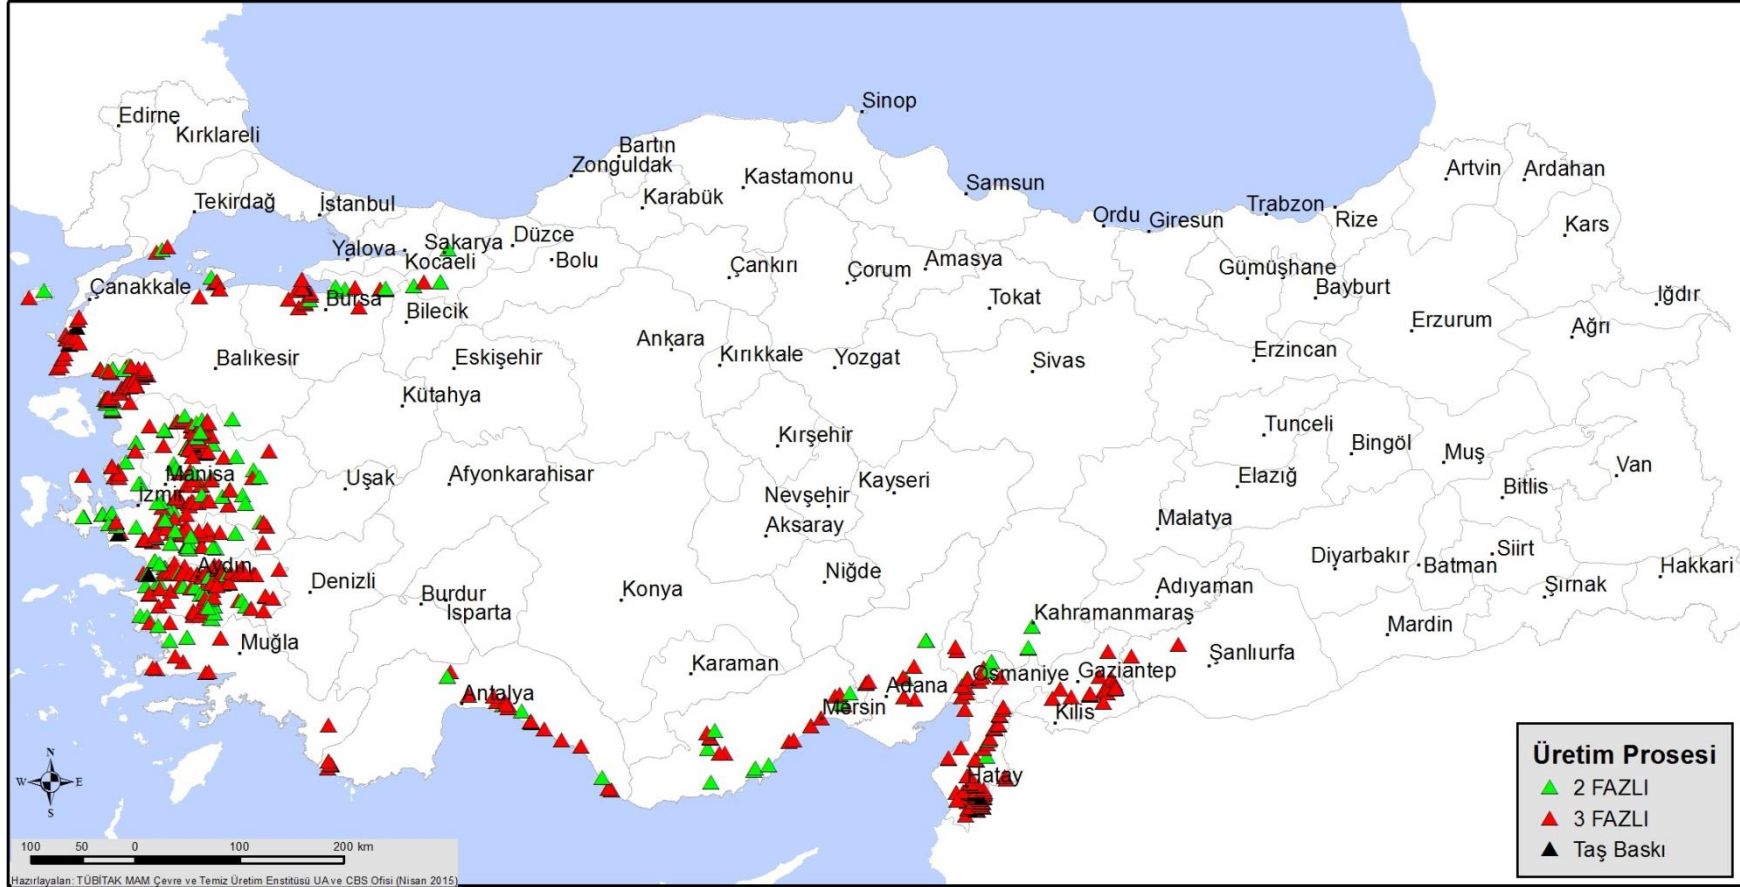 Sinop
Edirne
Kırklareli
Bartın
Zonguldak
Kastamonu
Karabük
Samsun
Artvin
Ardahan
Tekirdağ
İstanbul
Ordu
Giresun
Trabzon
Rize
Kars
Yalova
Sakarya
Düzce
Kocaeli
Bolu
Çankırı
Çorum
Amasya
Gümüşhane
Bayburt
Çanakkale
Bursa
Bilecik
Tokat
Iğdır
Erzurum
Ağrı
Balıkesir
Eskişehir
Ankara
Kırıkkale
Yozgat
Sivas
Erzincan
Kütahya
Kırşehir
Tunceli
Bingöl
Muş
Van
Manisa
İzmir
Uşak
Afyonkarahisar
Nevşehir
Kayseri
Aksaray
Elazığ
Bitlis
Malatya
Diyarbakır
Batman
Siirt
Hakkari
Şırnak
Aydın
Denizli
Burdur
Isparta
Konya
Niğde
Adıyaman
Kahramanmaraş
Mardin
Muğla
Karaman
Şanlıurfa
Osmaniye
Gaziantep
Antalya
Adana
Mersin
Kilis
Hatay
N
W
E
S
Üretim Prosesi
2 FAZLI
3 FAZLI
Taş Baskı
100 50 0 100 200 km
Hazırlayalan: TÜBİTAK MAM Çevre ve Temiz Üretim Enstitüsü UA ve CBS Ofisi (Nisan 2015)